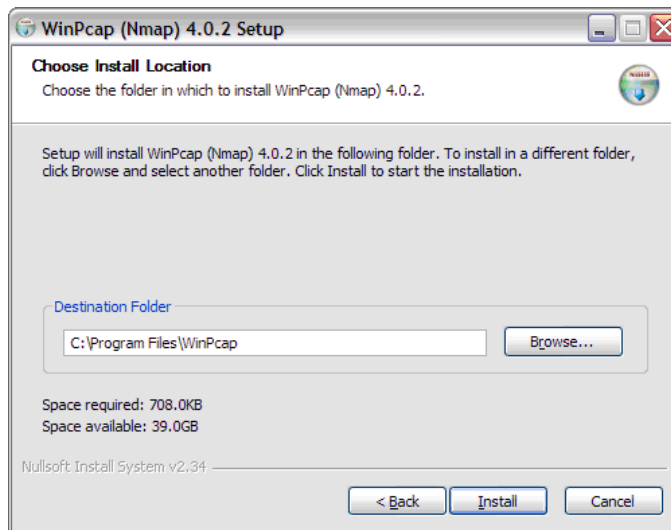 WinPcap (Nmap) 4.0.2 Setup
Choose Install Location
Choose the folder in which to install WinPcap (Nmap) 4.0.2.
Setup will install WinPcap (Nmap) 4.0.2 in the following folder. To install in a different folder,
click Browse and select another folder. Click Install to start the installation.
Destination Folder
C:\Program Files\WinPcap
Browse...
Space required: 708.0KB
Space available: 39.0GB
Nullsoft Install System v2.34
< Back
Install
Cancel